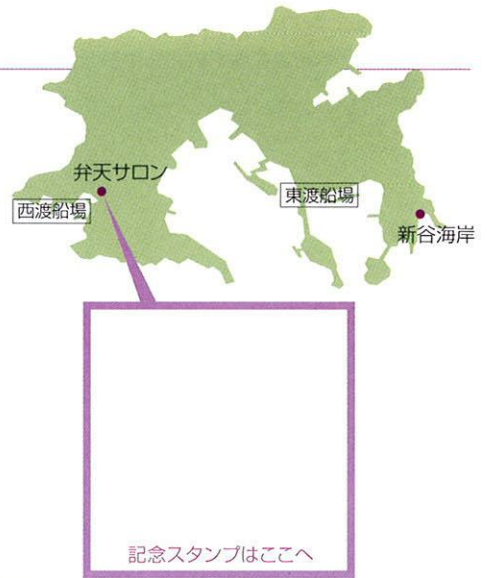 弁天サロン
西渡船場
東渡船場
新谷海岸
記念スタンプはここへ